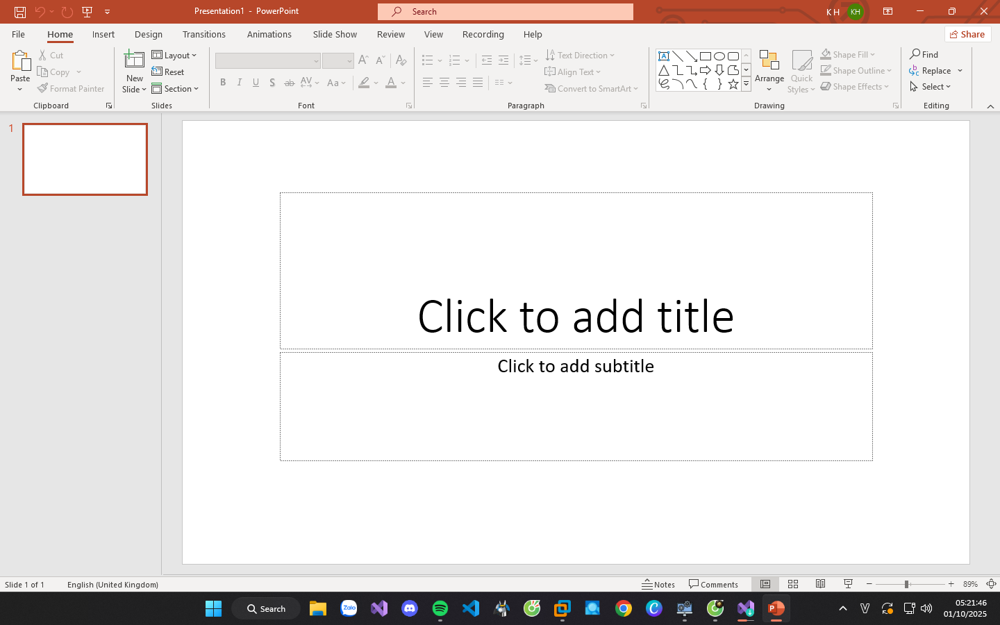 Presentation1 - PowerPoint
Search
K H
KH
File
Home
Insert
Design
Transitions
Animations
Slide Show
Review
View
Recording
Help
Share
Paste
Cut
Copy
Format Painter
Clipboard
New
Slide
Layout
Reset
Section
Slides
B I U S ab AV Aa A
Font
Text Direction
Align Text
Convert to SmartArt
Paragraph
Arrange
Quick
Styles
Shape Fill
Shape Outline
Shape Effects
Drawing
Find
Replace
Select
Editing
1
Click to add title
Click to add subtitle
Slide 1 of 1
English (United Kingdom)
Notes
Comments
89%
Search
Zalo
05:21:46
01/10/2025